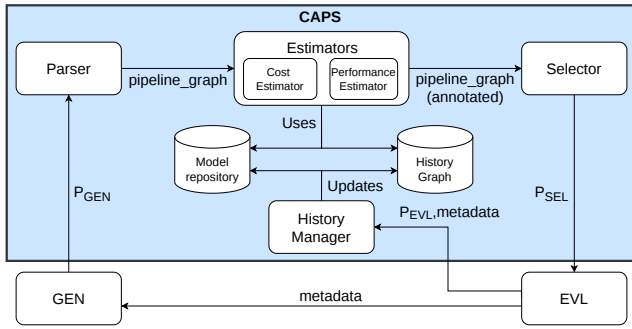 CAPS
Parser
pipeline_graph
Estimators
Cost
Estimator
Performance
Estimator
pipeline_graph
(annotated)
Selector
Uses
Model
repository
History
Graph
Updates
P_GEN
History
Manager
P_EVL,metadata
P_SEL
GEN
metadata
EVL